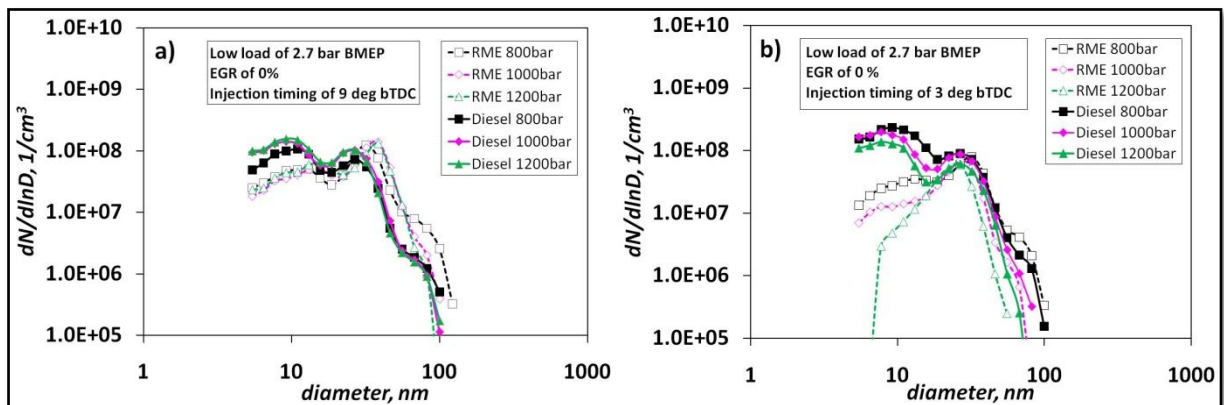 a)
Low load of 2.7 bar BMEP
EGR of 0%
Injection timing of 9 deg bTDC
RME 800bar
RME 1000bar
RME 1200bar
Diesel 800bar
Diesel 1000bar
Diesel 1200bar
dN/dlnD, 1/cm³
1.0E+10
1.0E+09
1.0E+08
1.0E+07
1.0E+06
1.0E+05
1
10
100
1000
diameter, nm
b)
Low load of 2.7 bar BMEP
EGR of 0 %
Injection timing of 3 deg bTDC
RME 800bar
RME 1000bar
RME 1200bar
Diesel 800bar
Diesel 1000bar
Diesel 1200bar
dN/dlnD, 1/cm³
1.0E+10
1.0E+09
1.0E+08
1.0E+07
1.0E+06
1.0E+05
1
10
100
1000
diameter, nm